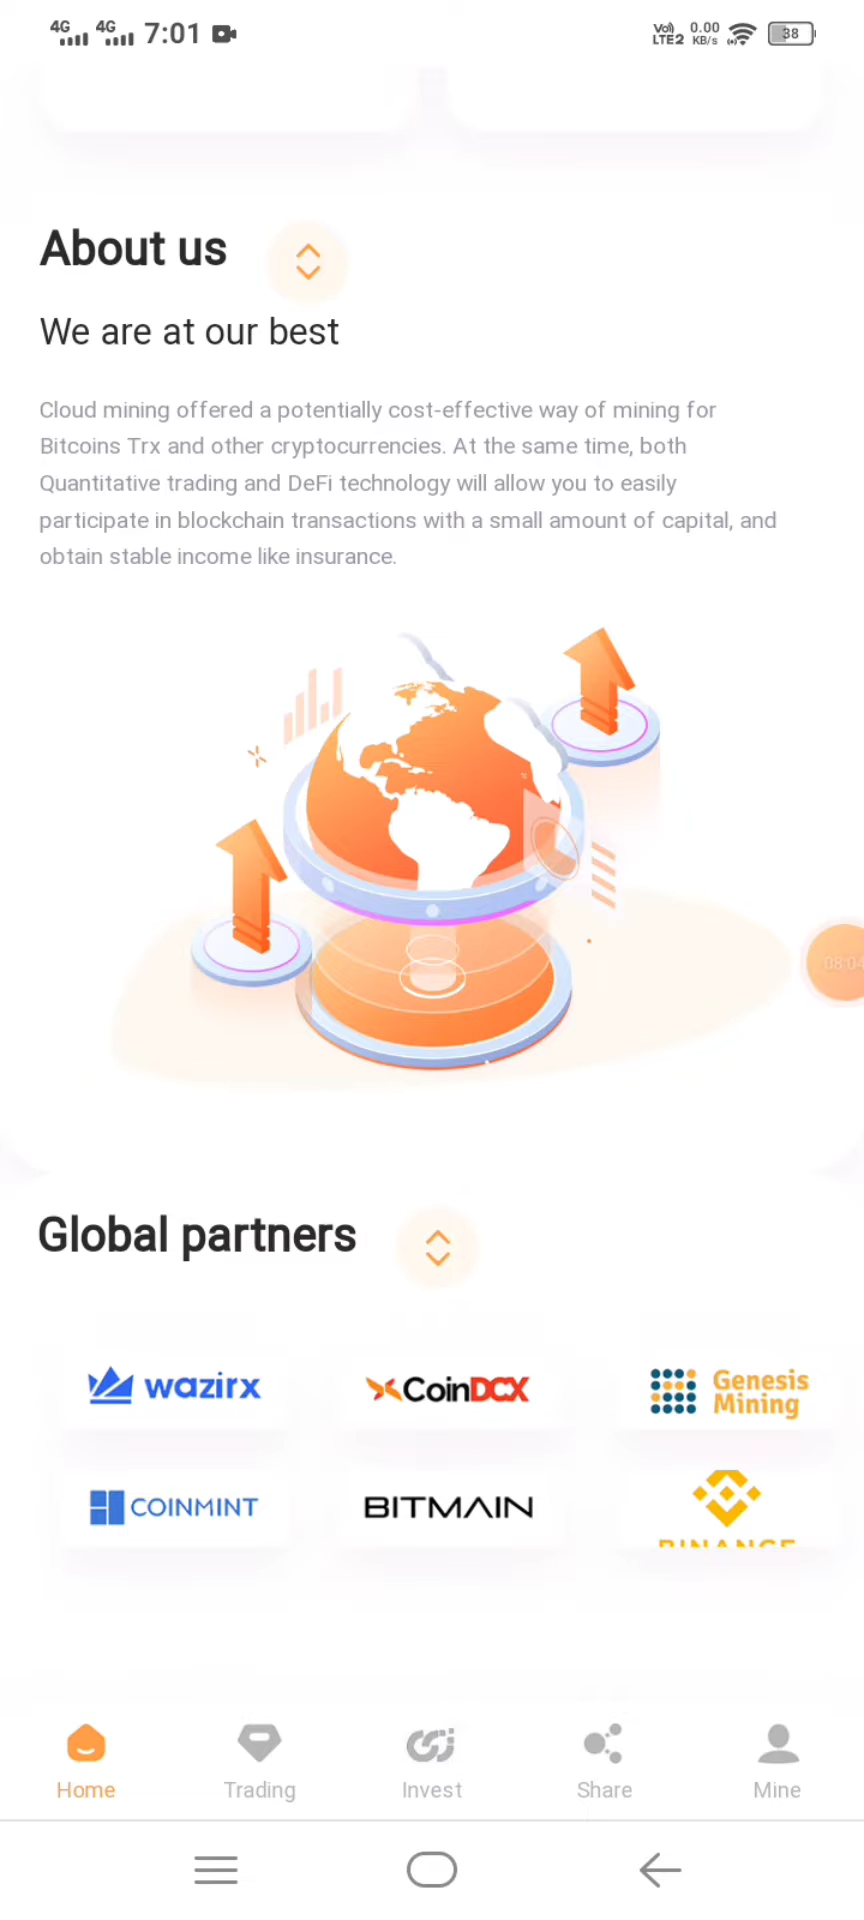 4G 4G 7:01 Vo) LTE2 0.00 KB/s 38
About us
We are at our best
Cloud mining offered a potentially cost-effective way of mining for
Bitcoins Trx and other cryptocurrencies. At the same time, both
Quantitative trading and DeFi technology will allow you to easily
participate in blockchain transactions with a small amount of capital, and
obtain stable income like insurance.
08:04
Global partners
wazirx CoinDCX Genesis
Mining
COINMINT BITMAIN BINANCE
Home Trading Invest Share Mine